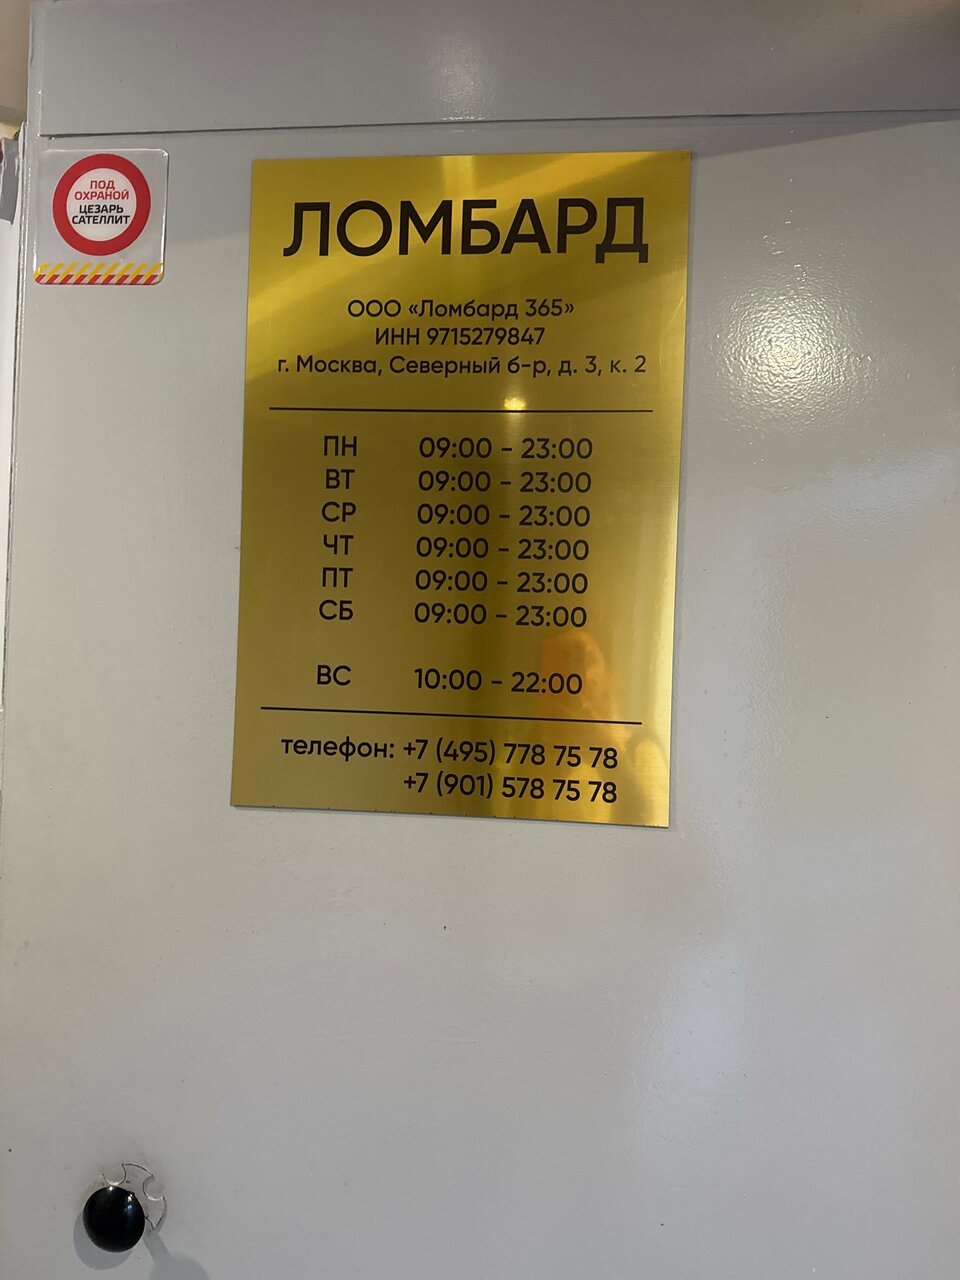 ПОД
ОХРАНОЙ
ЦЕЗАРЬ
САТЕЛЛИТ
ЛОМБАРД
ООО «Ломбард 365»
ИНН 9715279847
г. Москва, Северный б-р, д. 3, к. 2
ПН 09:00 - 23:00
ВТ 09:00 - 23:00
СР 09:00 - 23:00
ЧТ 09:00 - 23:00
ПТ 09:00 - 23:00
СБ 09:00 - 23:00
ВС 10:00 - 22:00
телефон: +7 (495) 778 75 78
+7 (901) 578 75 78